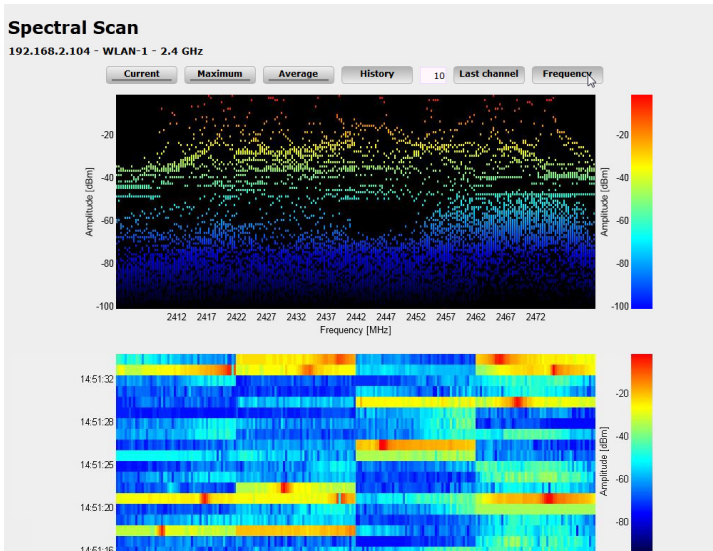 Spectral Scan
192.168.2.104 - WLAN-1 - 2.4 GHz
Current Maximum Average History 10 Last channel Frequency
-20
-40
-60
-80
-100
Amplitude [dBm]
2412 2417 2422 2427 2432 2437 2442 2447 2452 2457 2462 2467 2472
Frequency [MHz]
-20
-40
-60
-80
-100
Amplitude [dBm]
14:51:32
14:51:28
14:51:25
14:51:20
14:51:16
-20
-40
-60
-80
Amplitude [dBm]